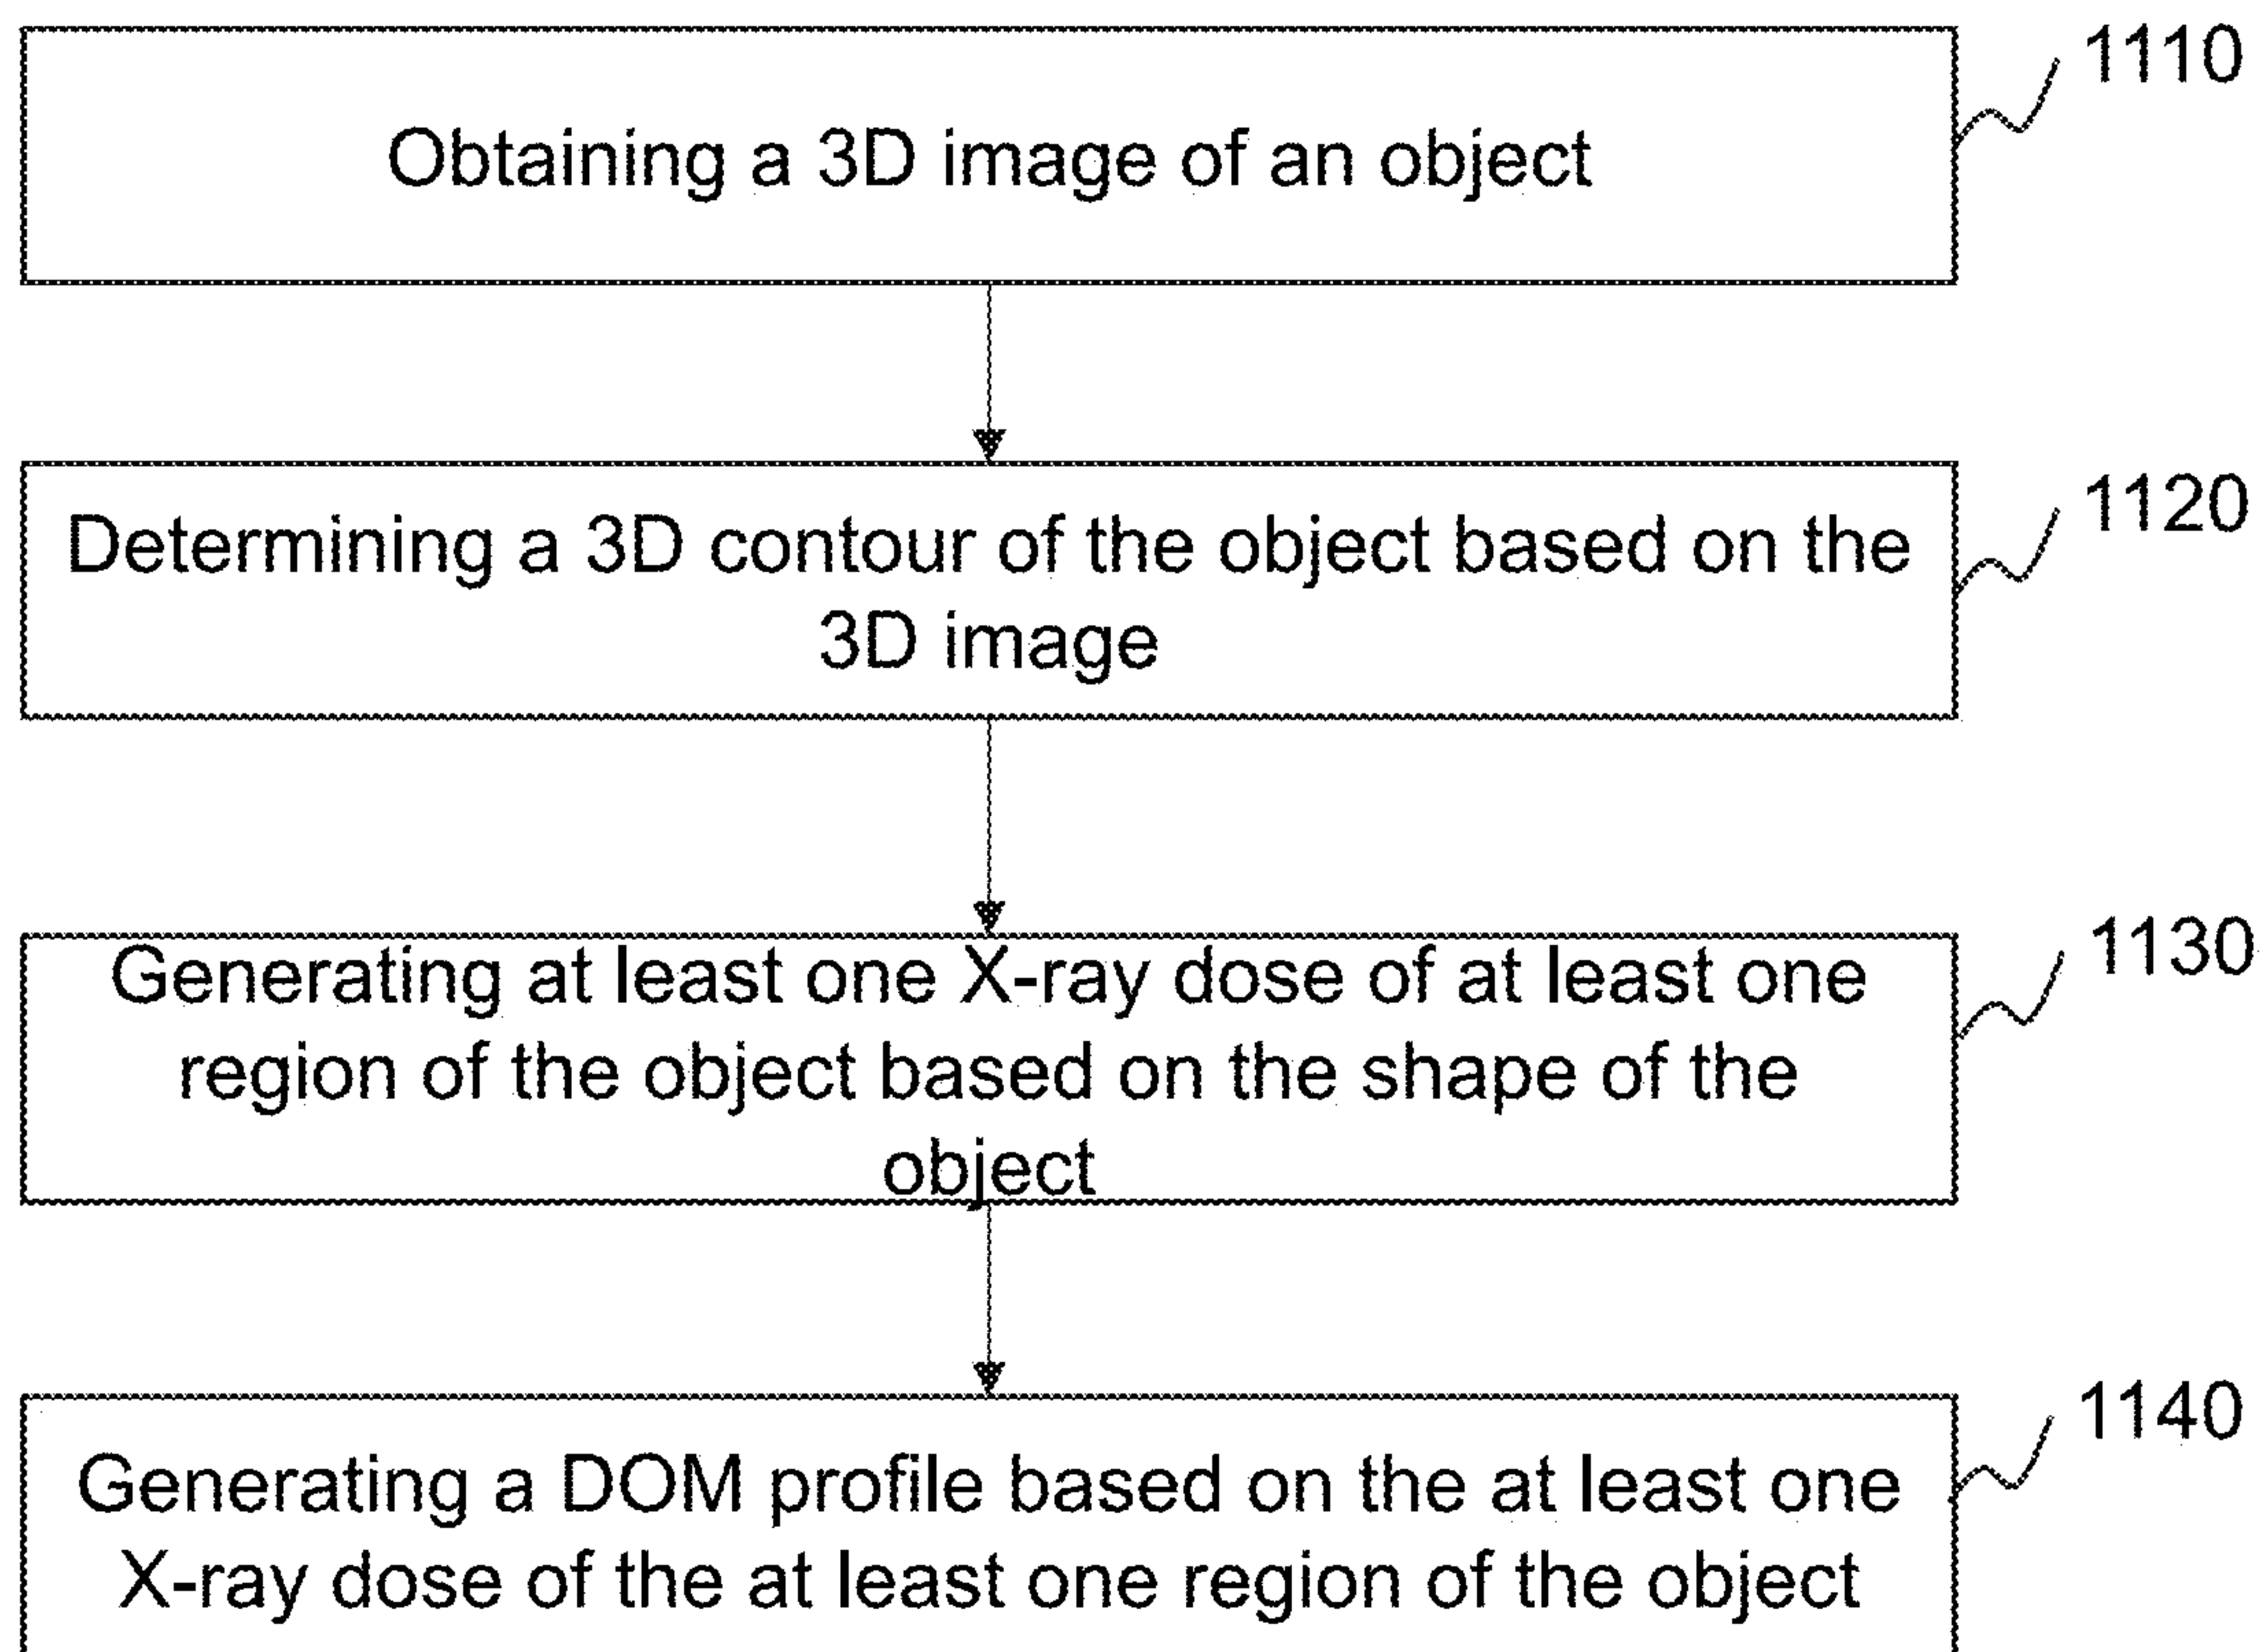 1110
Obtaining a 3D image of an object
1120
Determining a 3D contour of the object based on the
3D image
1130
Generating at least one X-ray dose of at least one
region of the object based on the shape of the
object
1140
Generating a DOM profile based on the at least one
X-ray dose of the at least one region of the object